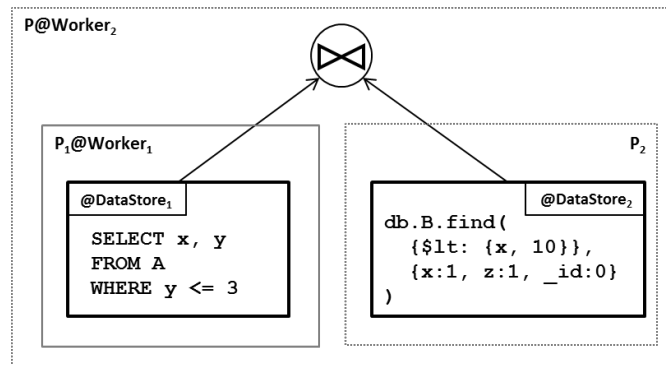 P@Worker₂
⋈
P₁@Worker₁
@DataStore₁
SELECT x, y
FROM A
WHERE y <= 3
P₂
@DataStore₂
db.B.find(
{$lt: {x, 10}},
{x:1, z:1, _id:0}
)